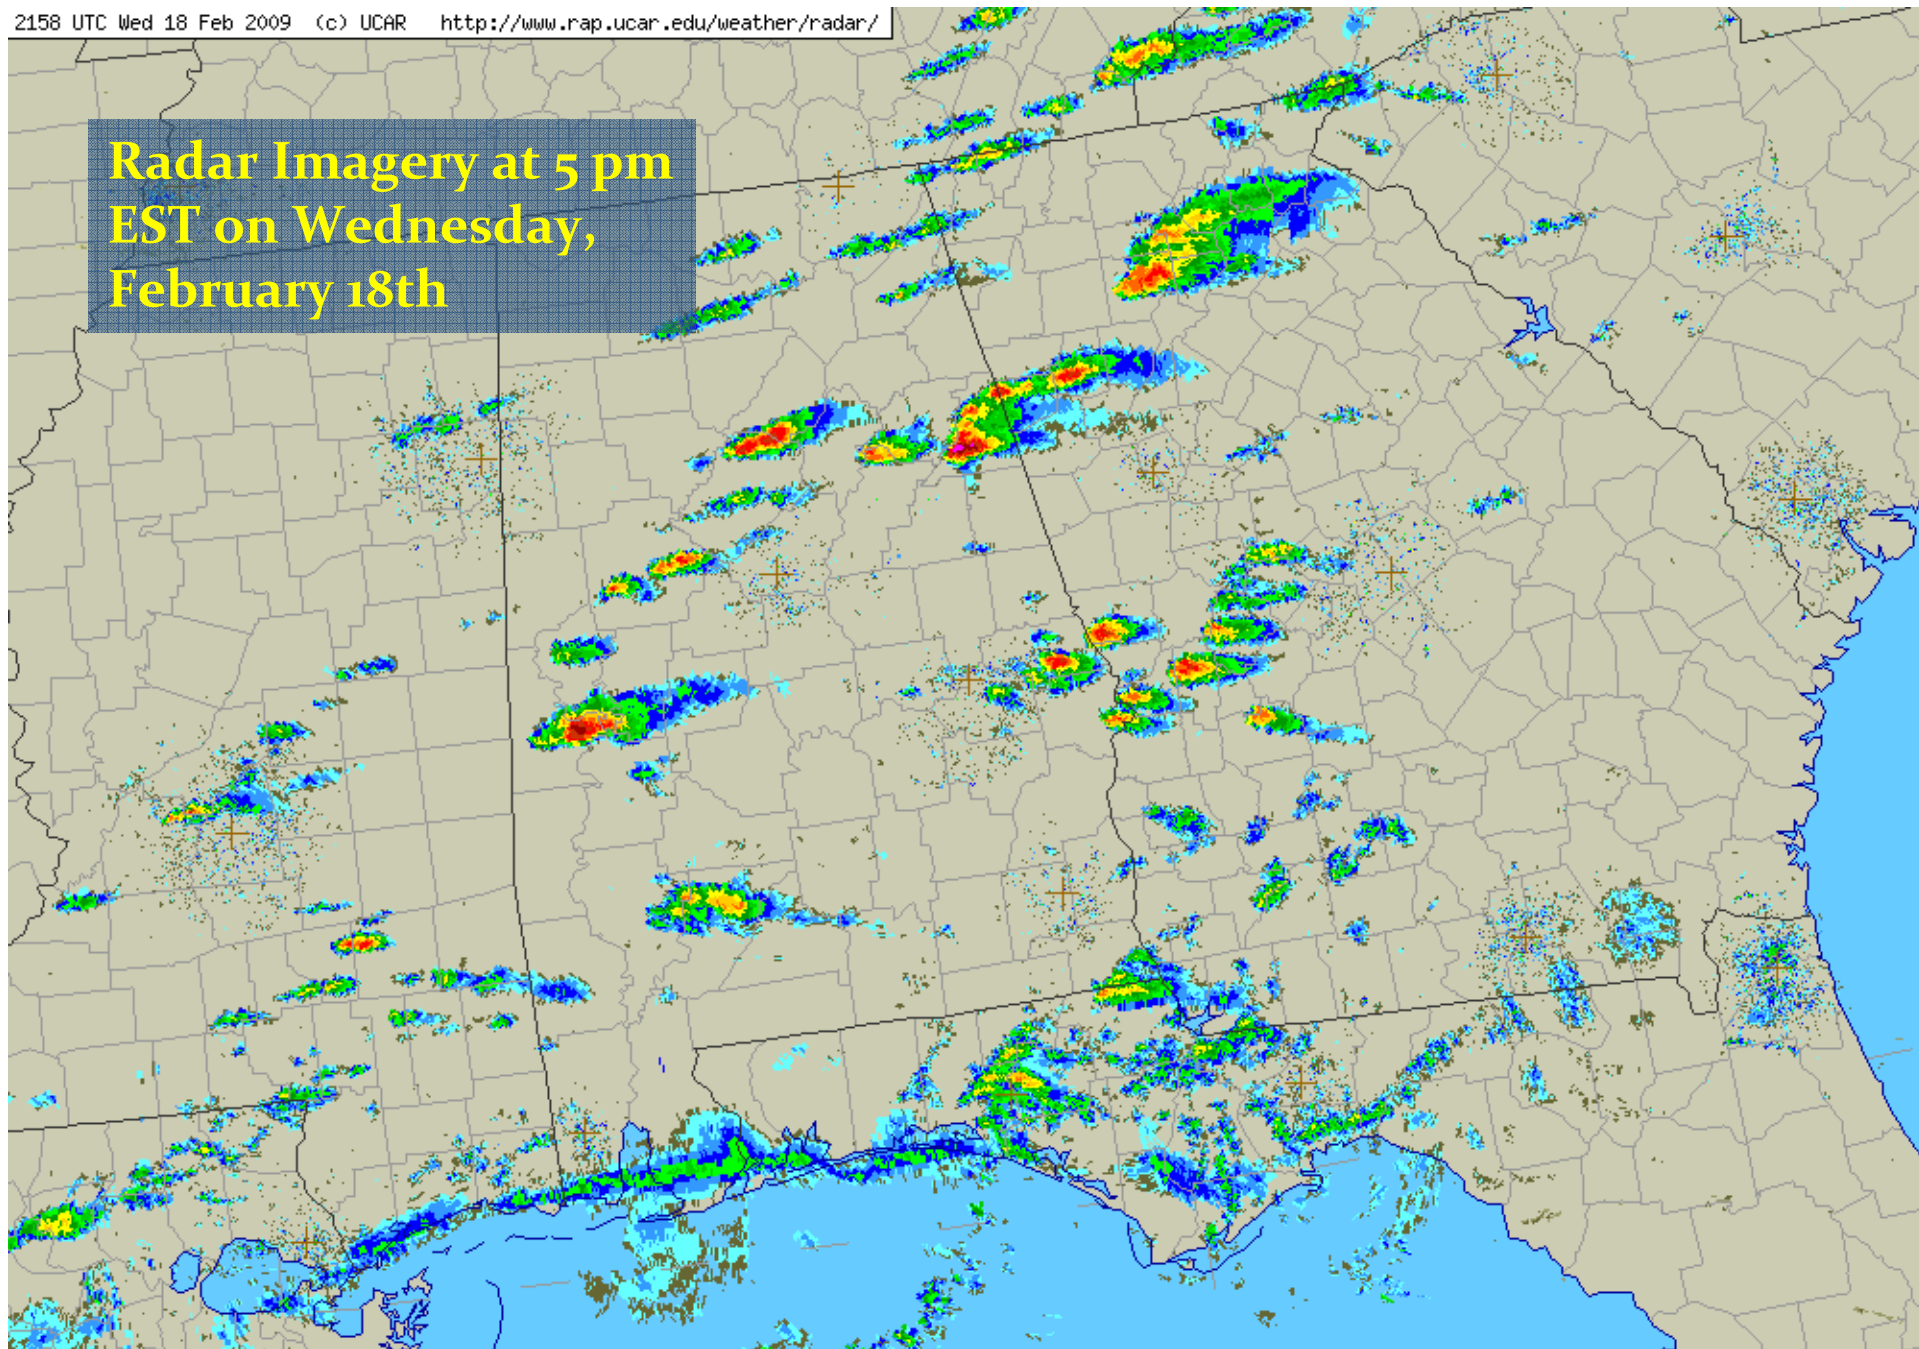 2158 UTC Wed 18 Feb 2009 (c) UCAR http://www.rap.ucar.edu/weather/radar/
Radar Imagery at 5 pm
EST on Wednesday,
February 18th